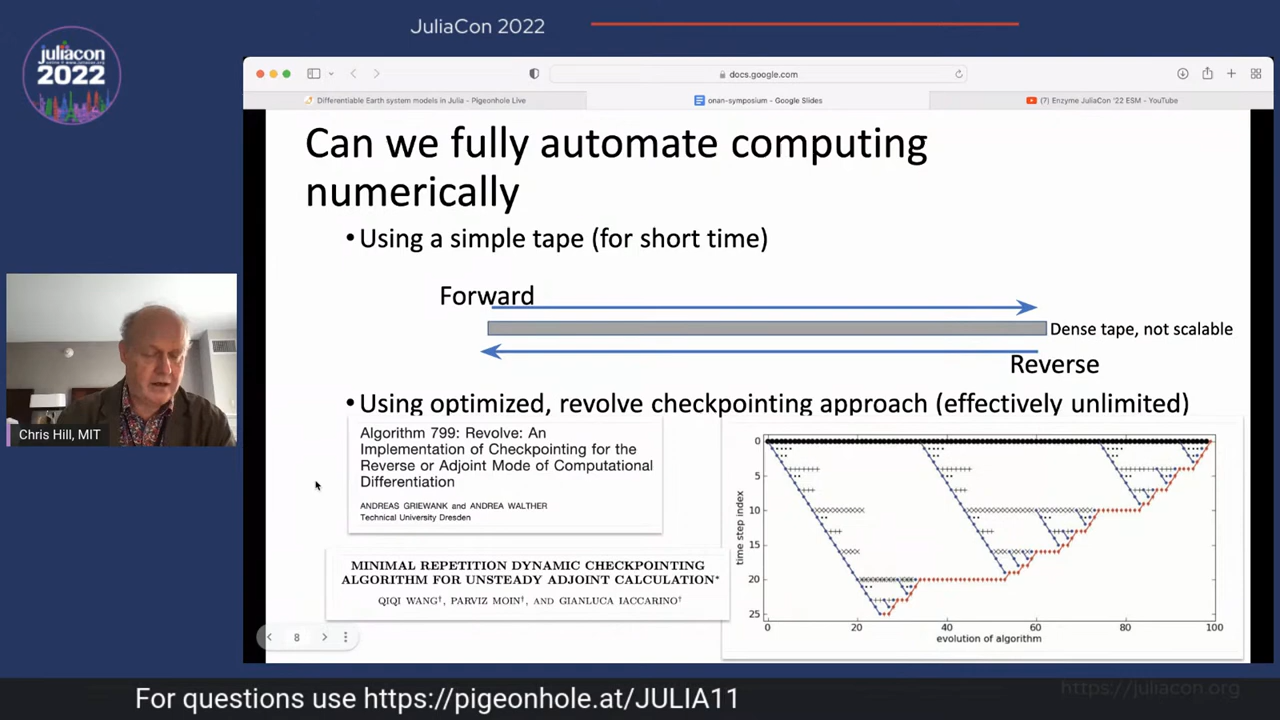 JuliaCon 2022
juliacon
2022
docs.google.com
Differentiable Earth system models in Julia - Pigeonhole Live
onan-symposium - Google Slides
(7) Enzyme JuliaCon '22 ESM - YouTube
Can we fully automate computing
numerically
•Using a simple tape (for short time)
Forward
Dense tape, not scalable
Reverse
•Using optimized, revolve checkpointing approach (effectively unlimited)
Algorithm 799: Revolve: An
Implementation of Checkpointing for the
Reverse or Adjoint Mode of Computational
Differentiation
ANDREAS GRIEWANK and ANDREA WALTHER
Technical University Dresden
MINIMAL REPETITION DYNAMIC CHECKPOINTING
ALGORITHM FOR UNSTEADY ADJOINT CALCULATION*
QIQI WANG†, PARVIZ MOIN†, AND GIANLUCA IACCARINO†
time step index
0
5
10
15
20
25
0 20 40 60 80 100
evolution of algorithm
8
Chris Hill, MIT
For questions use https://pigeonhole.at/JULIA11
https://juliacon.org